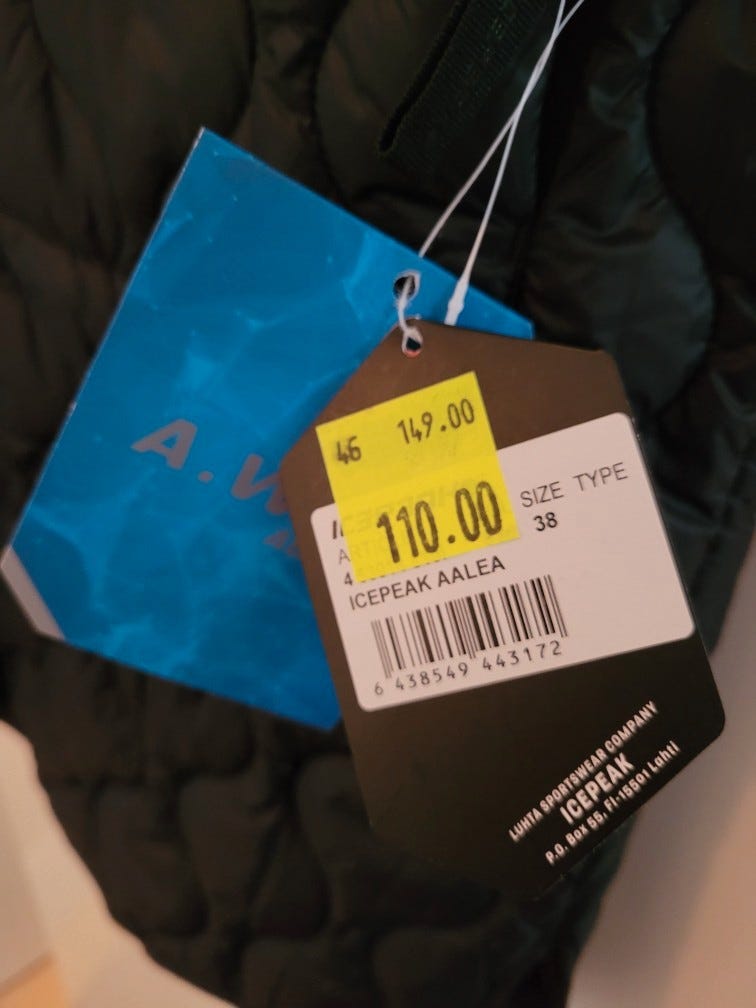 A.W
46 149.00
110.00
SIZE TYPE
38
ICEPEAK AALEA
6 438549 443172
LUHTA SPORTSWEAR COMPANY
ICEPEAK
P.O. Box 55, FI-15501 Lahti